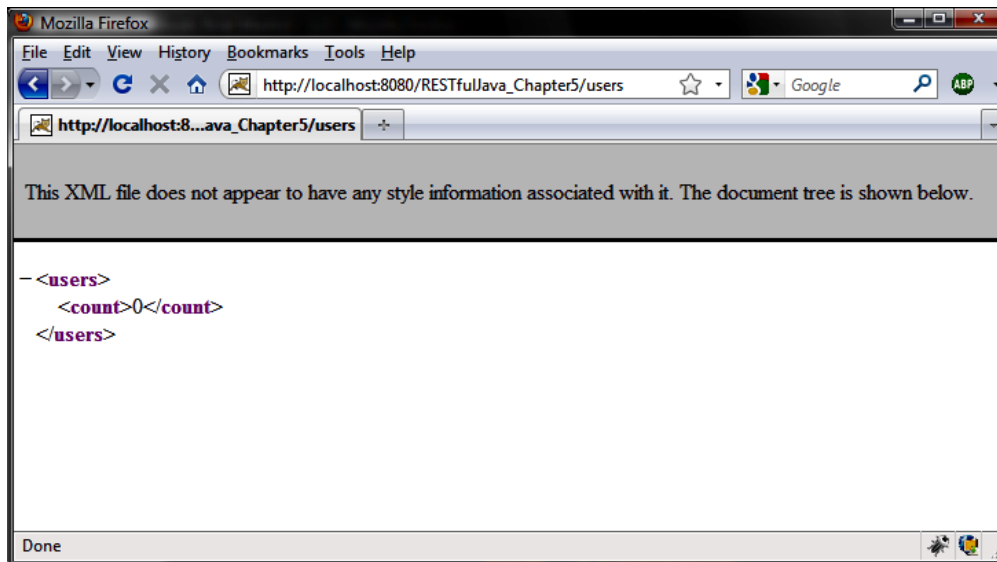 Mozilla Firefox
File Edit View History Bookmarks Tools Help
http://localhost:8080/RESTfulJava_Chapter5/users
Google
ABP
http://localhost:8...ava_Chapter5/users
This XML file does not appear to have any style information associated with it. The document tree is shown below.
−<users>
<count>0</count>
</users>
Done